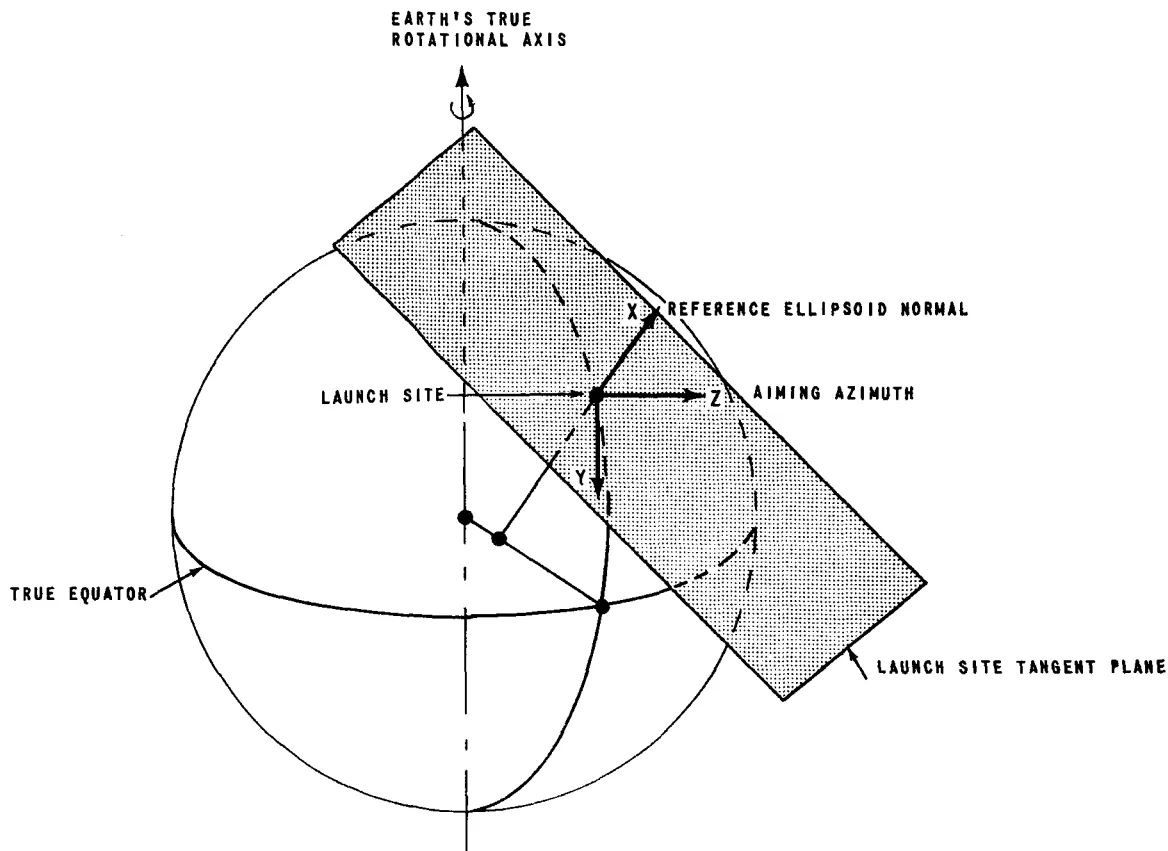 EARTH'S TRUE
ROTATIONAL AXIS
X
REFERENCE ELLIPSOID NORMAL
LAUNCH SITE
Z
AIMING AZIMUTH
Y
TRUE EQUATOR
LAUNCH SITE TANGENT PLANE